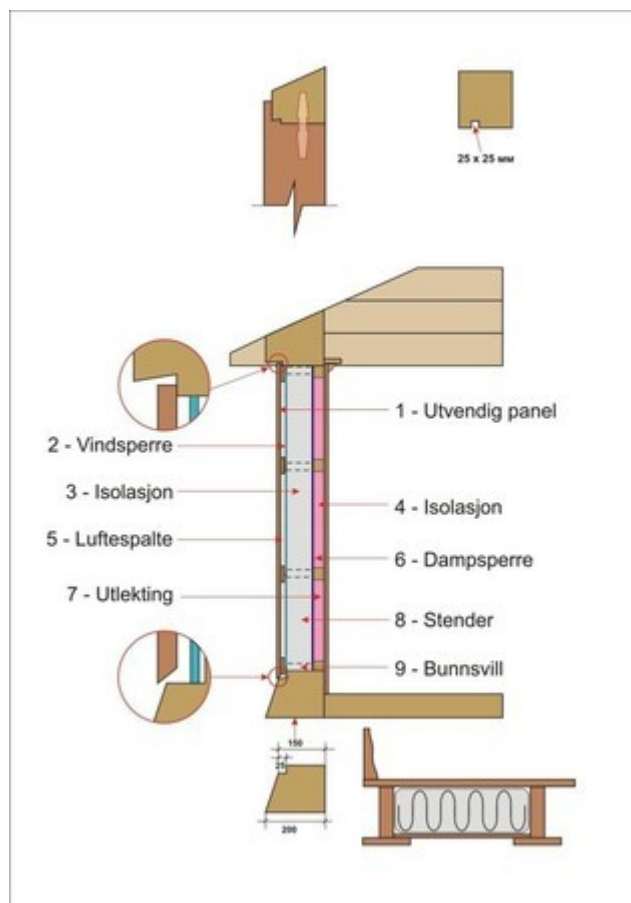 25 x 25 мм
1 - Utvendig panel
2 - Vindsperre
3 - Isolasjon
4 - Isolasjon
5 - Luftespalte
6 - Dampsperre
7 - Utlekting
8 - Stender
9 - Bunnsvill
150
25
200